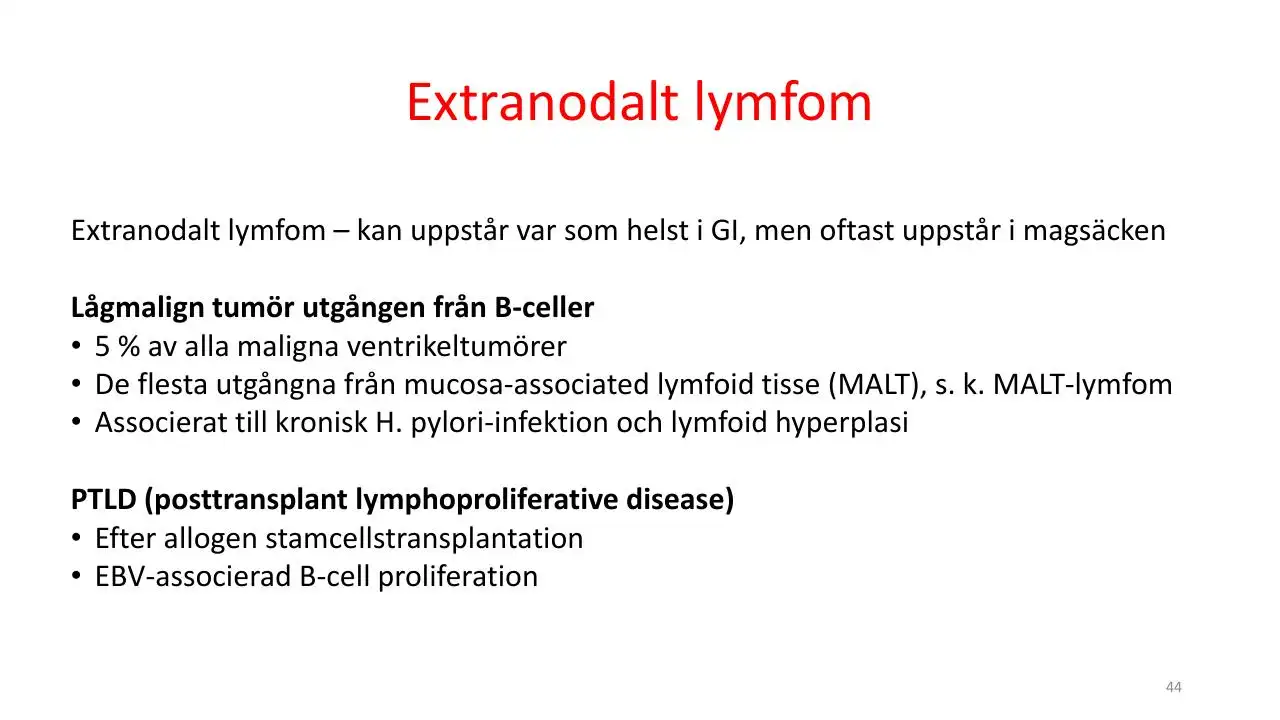 Extranodalt lymfom
Extranodalt lymfom – kan uppstår var som helst i GI, men oftast uppstår i magsäcken
Lågmalign tumör utgången från B-celler
• 5 % av alla maligna ventrikeltumörer
• De flesta utgångna från mucosa-associated lymfoid tisse (MALT), s. k. MALT-lymfom
• Associerat till kronisk H. pylori-infektion och lymfoid hyperplasi
PTLD (posttransplant lymphoproliferative disease)
• Efter allogen stamcellstransplantation
• EBV-associerad B-cell proliferation
44